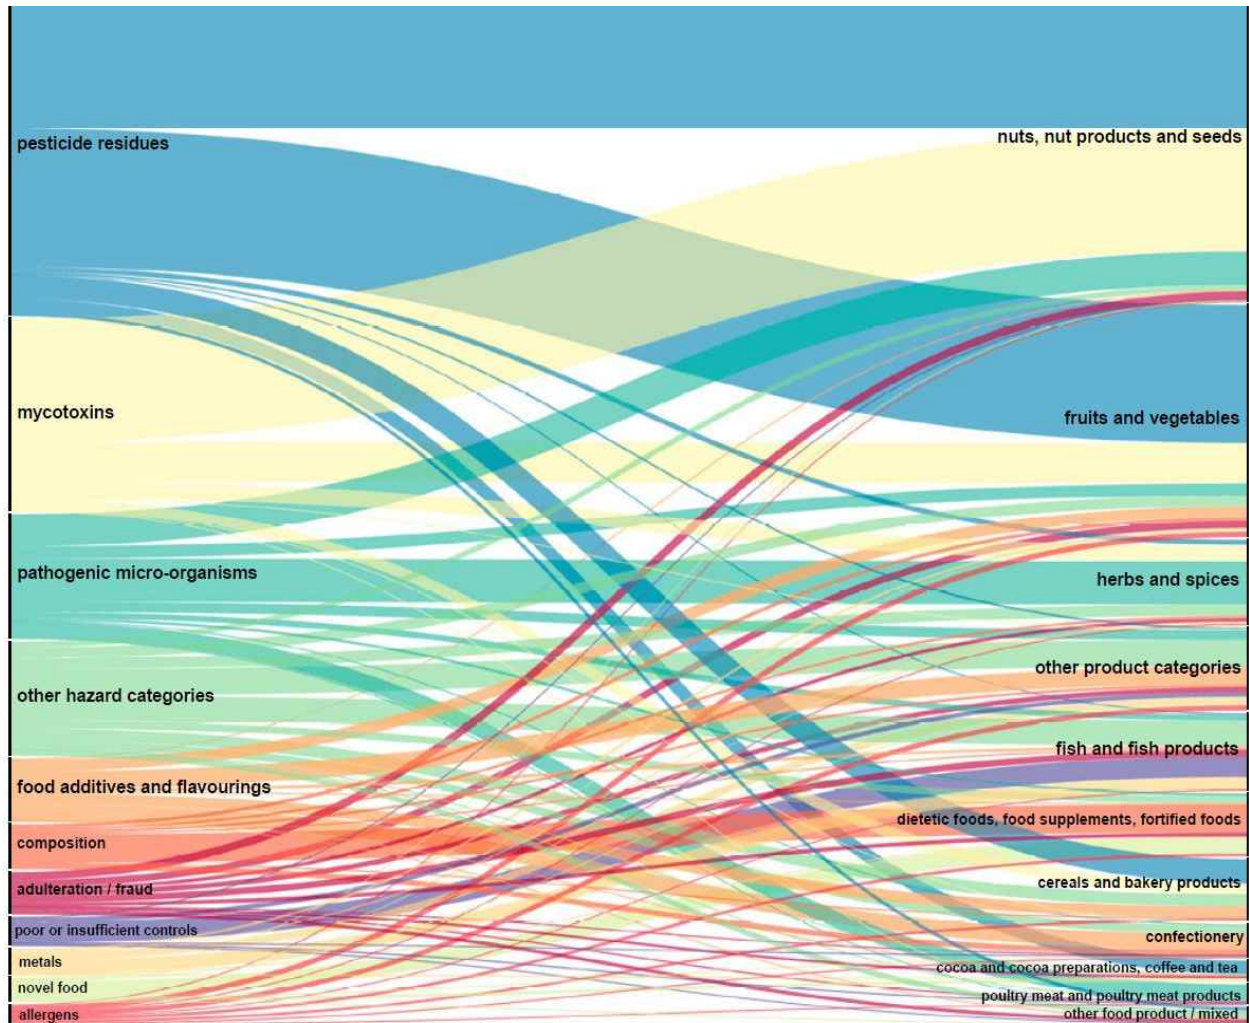 pesticide residues
mycotoxins
pathogenic micro-organisms
other hazard categories
food additives and flavourings
composition
adulteration / fraud
poor or insufficient controls
metals
novel food
allergens
nuts, nut products and seeds
fruits and vegetables
herbs and spices
other product categories
fish and fish products
dietetic foods, food supplements, fortified foods
cereals and bakery products
confectionery
cocoa and cocoa preparations, coffee and tea
poultry meat and poultry meat products
other food product / mixed